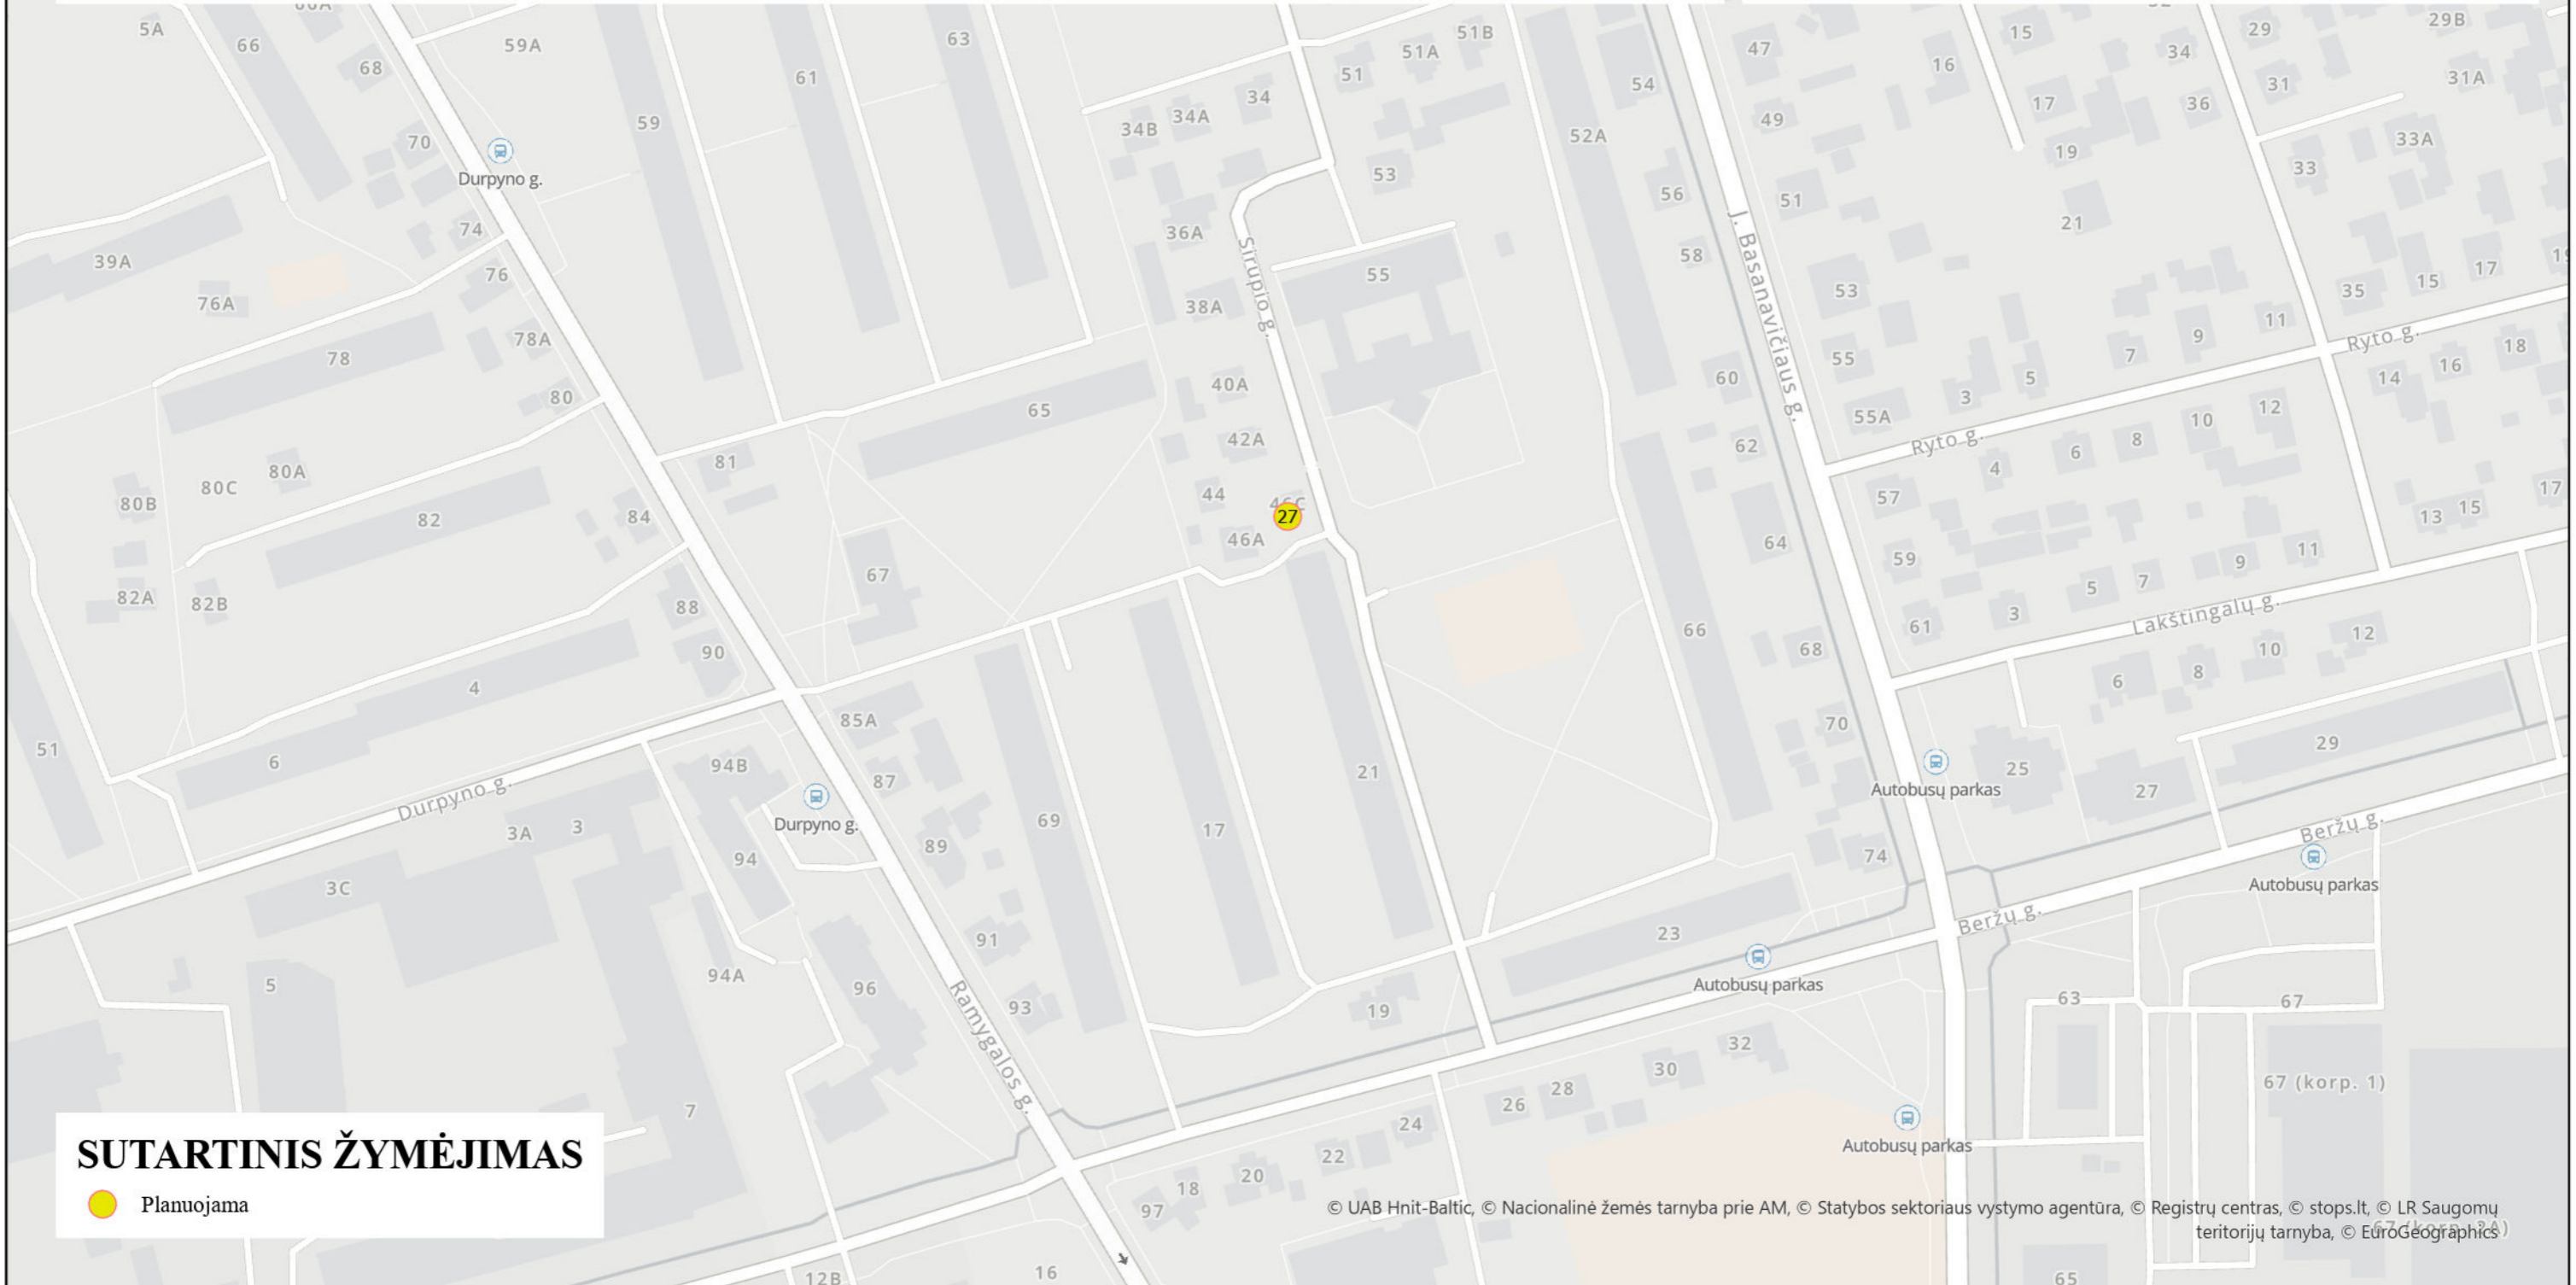 5A
66
68
59A
63
61
59
70
Durpyno g.
74
39A
76
76A
78A
78
80
81
65
80A
80C
80B
82
84
67
82A
82B
88
90
4
51
6
Durpyno g.
3A
3
3C
94B
85A
87
Durpyno g.
94
89
5
94A
96
91
93
Ramygalos g.
7
69
17
21
19
23
51B
51A
51
34
34A
34B
53
36A
Sirupio g.
55
38A
40A
42A
44
46A
27
54
52A
56
58
60
62
64
66
68
70
74
J. Basanavičiaus g.
47
49
51
53
55
55A
57
59
61
16
15
17
19
21
34
36
29
31
29B
31A
33A
33
35
15
17
Ryto g.
Ryto g.
3
5
7
9
11
4
6
8
10
12
14
16
18
13
15
17
3
5
7
9
11
Lakštingalų g.
6
8
10
12
25
27
29
Autobusų parkas
Beržų g.
Autobusų parkas
Beržų g.
Autobusų parkas
32
30
28
26
24
22
20
18
97
16
12B
63
67
67 (korp. 1)
Autobusų parkas
65
SUTARTINIS ŽYMĖJIMAS
Planuojama
© UAB Hnit-Baltic, © Nacionalinė žemės tarnyba prie AM, © Statybos sektoriaus vystymo agentūra, © Registrų centras, © stops.lt, © LR Saugomų
teritorijų tarnyba, © EuroGeographics